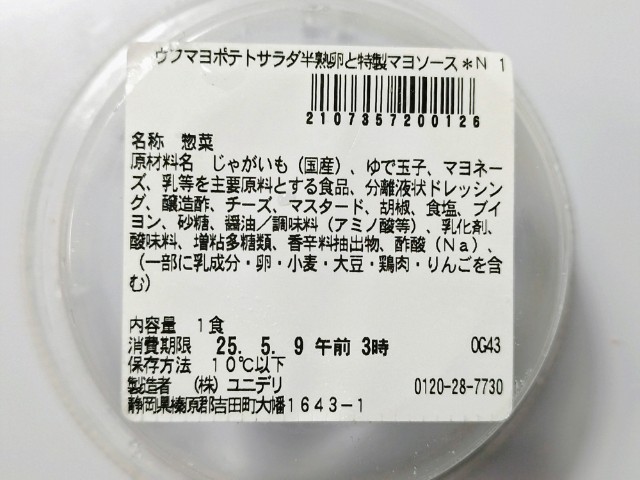 ウフマヨポテトサラダ半熟卵と特製マヨソース*N 1
2107357200126
名称 惣菜
原材料名 じゃがいも（国産）、ゆで玉子、マヨネー
ズ、乳等を主要原料とする食品、分離液状ドレッシン
グ、醸造酢、チーズ、マスタード、胡椒、食塩、ブイ
ヨン、砂糖、醤油／調味料（アミノ酸等）、乳化剤、
酸味料、増粘多糖類、香辛料抽出物、酢酸（Ｎａ）、
（一部に乳成分・卵・小麦・大豆・鶏肉・りんごを含
む）
内容量 1食
消費期限 25. 5. 9 午前 3時 0G43
保存方法 10℃以下
製造者 （株）ユニデリ 0120-28-7730
静岡県榛原郡吉田町大幡1643-1